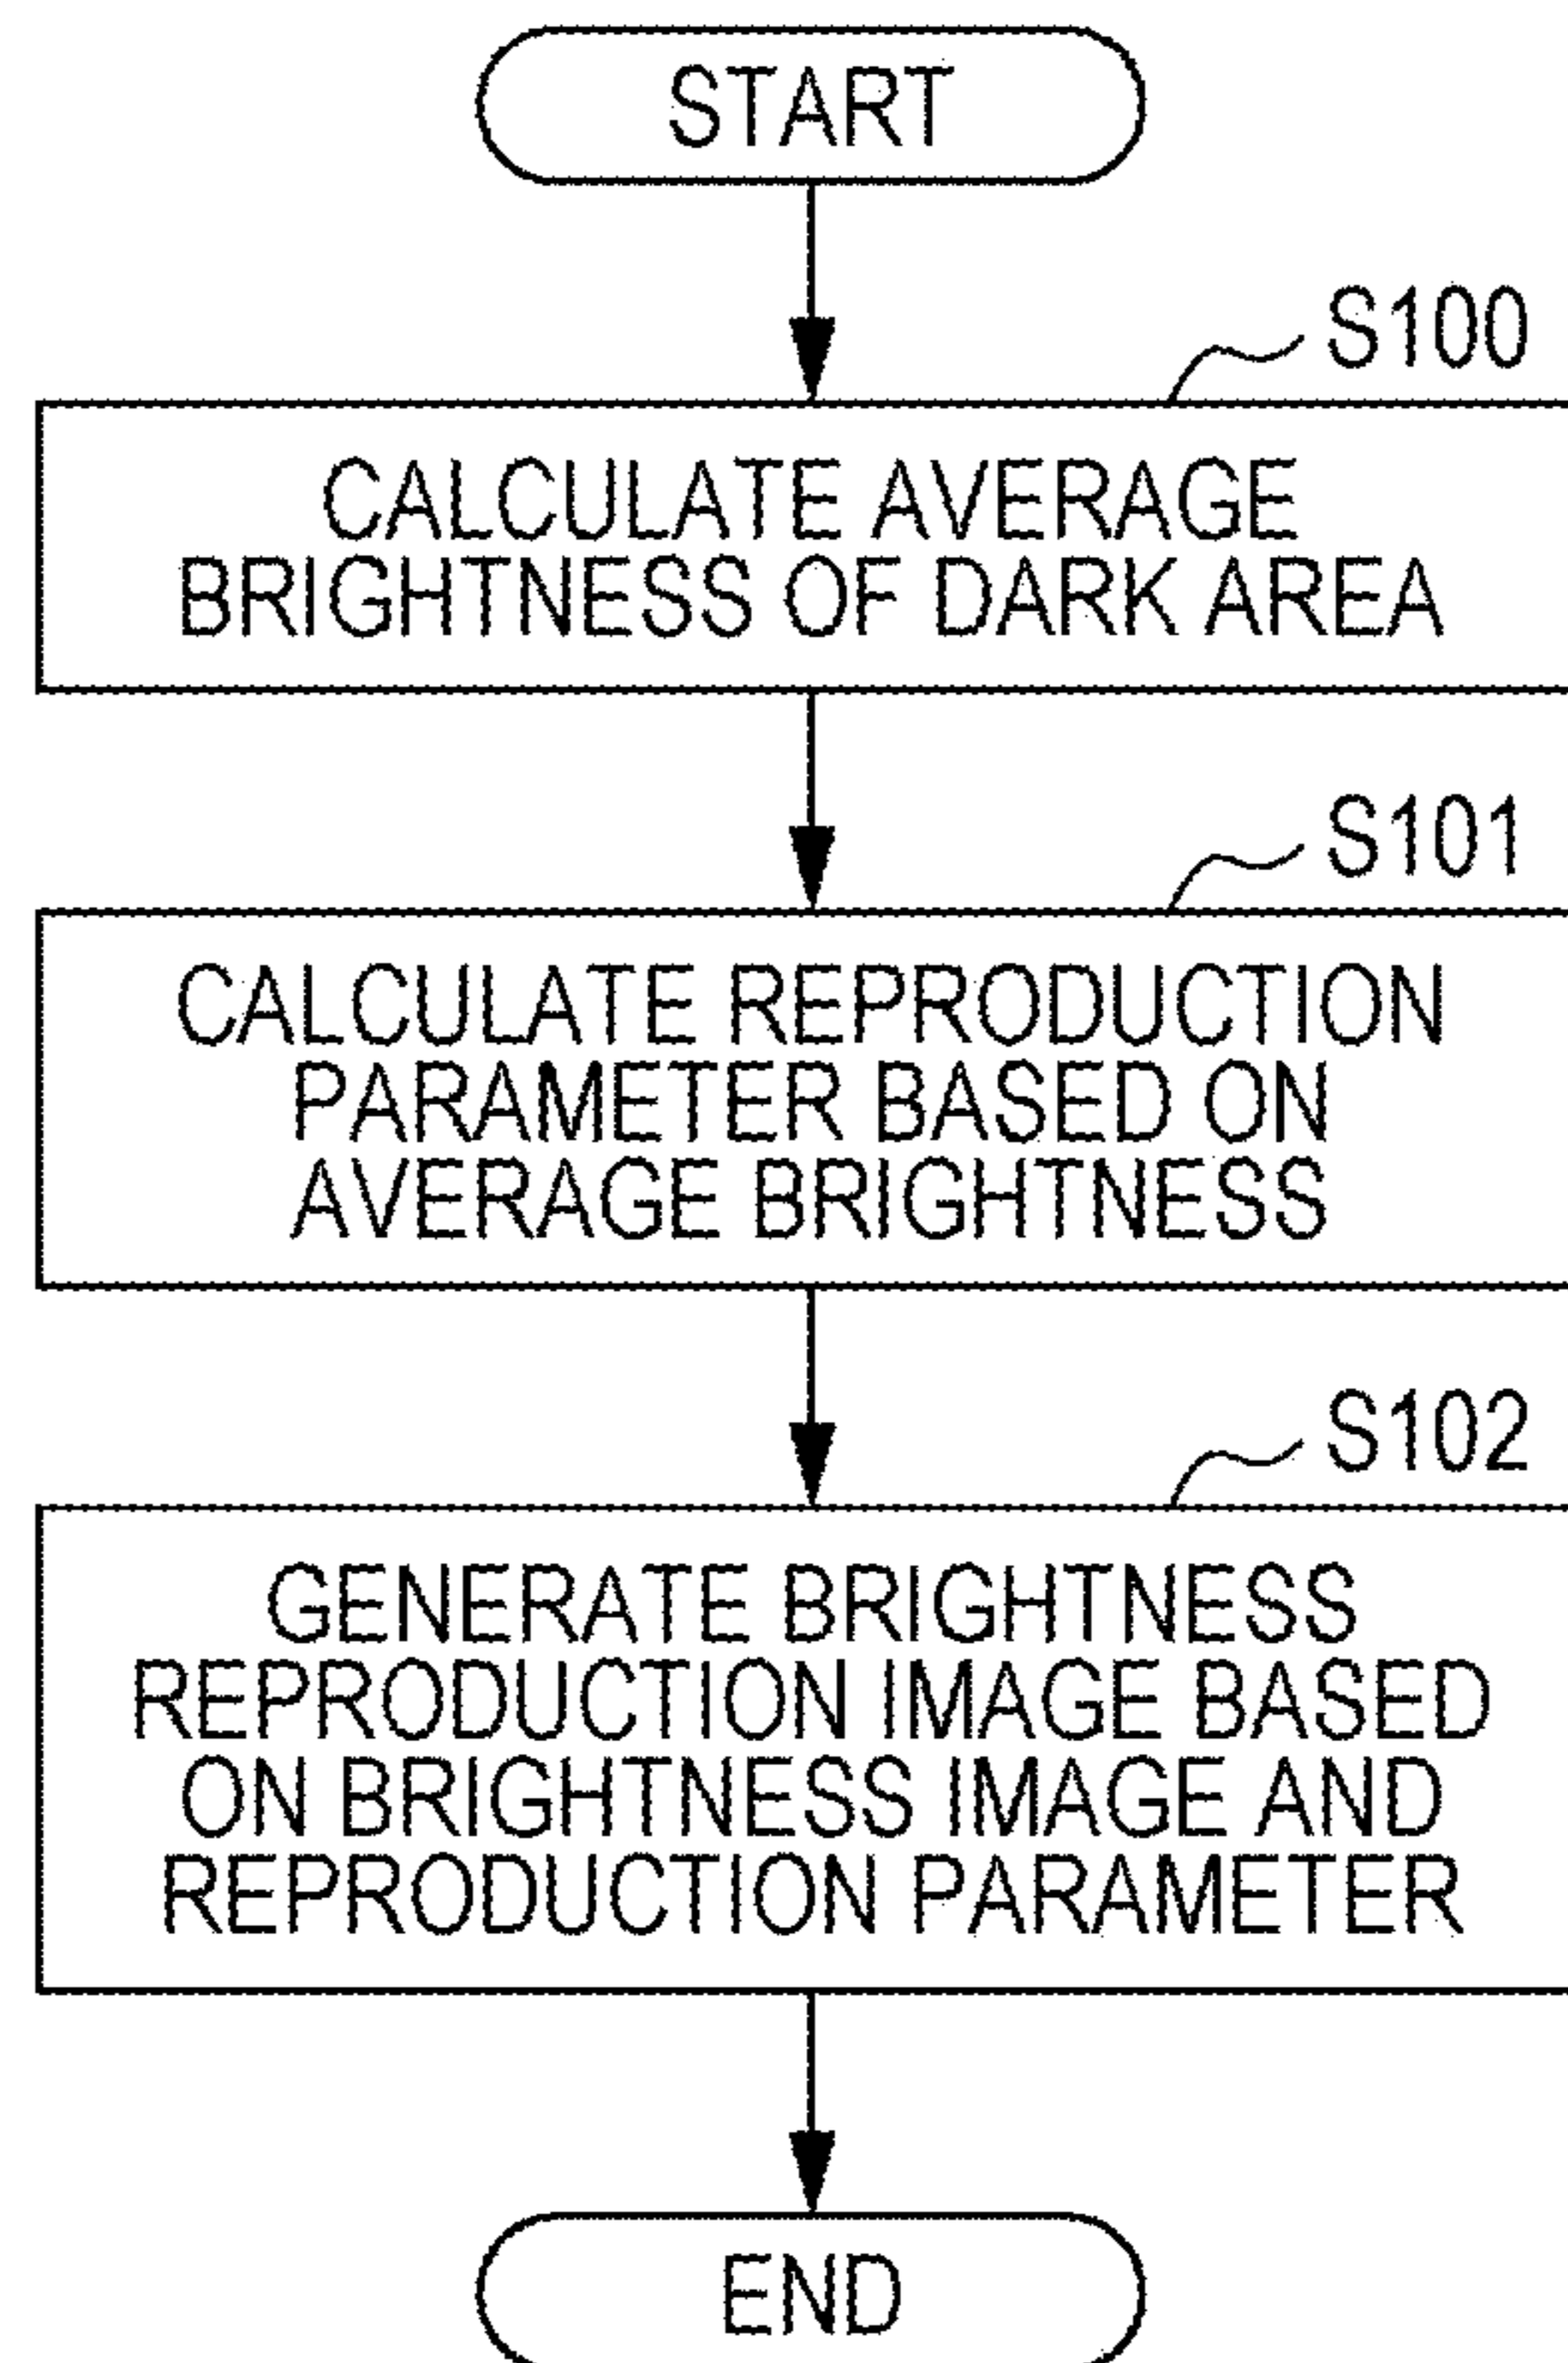 START
S100
CALCULATE AVERAGE
BRIGHTNESS OF DARK AREA
S101
CALCULATE REPRODUCTION
PARAMETER BASED ON
AVERAGE BRIGHTNESS
S102
GENERATE BRIGHTNESS
REPRODUCTION IMAGE BASED
ON BRIGHTNESS IMAGE AND
REPRODUCTION PARAMETER
END